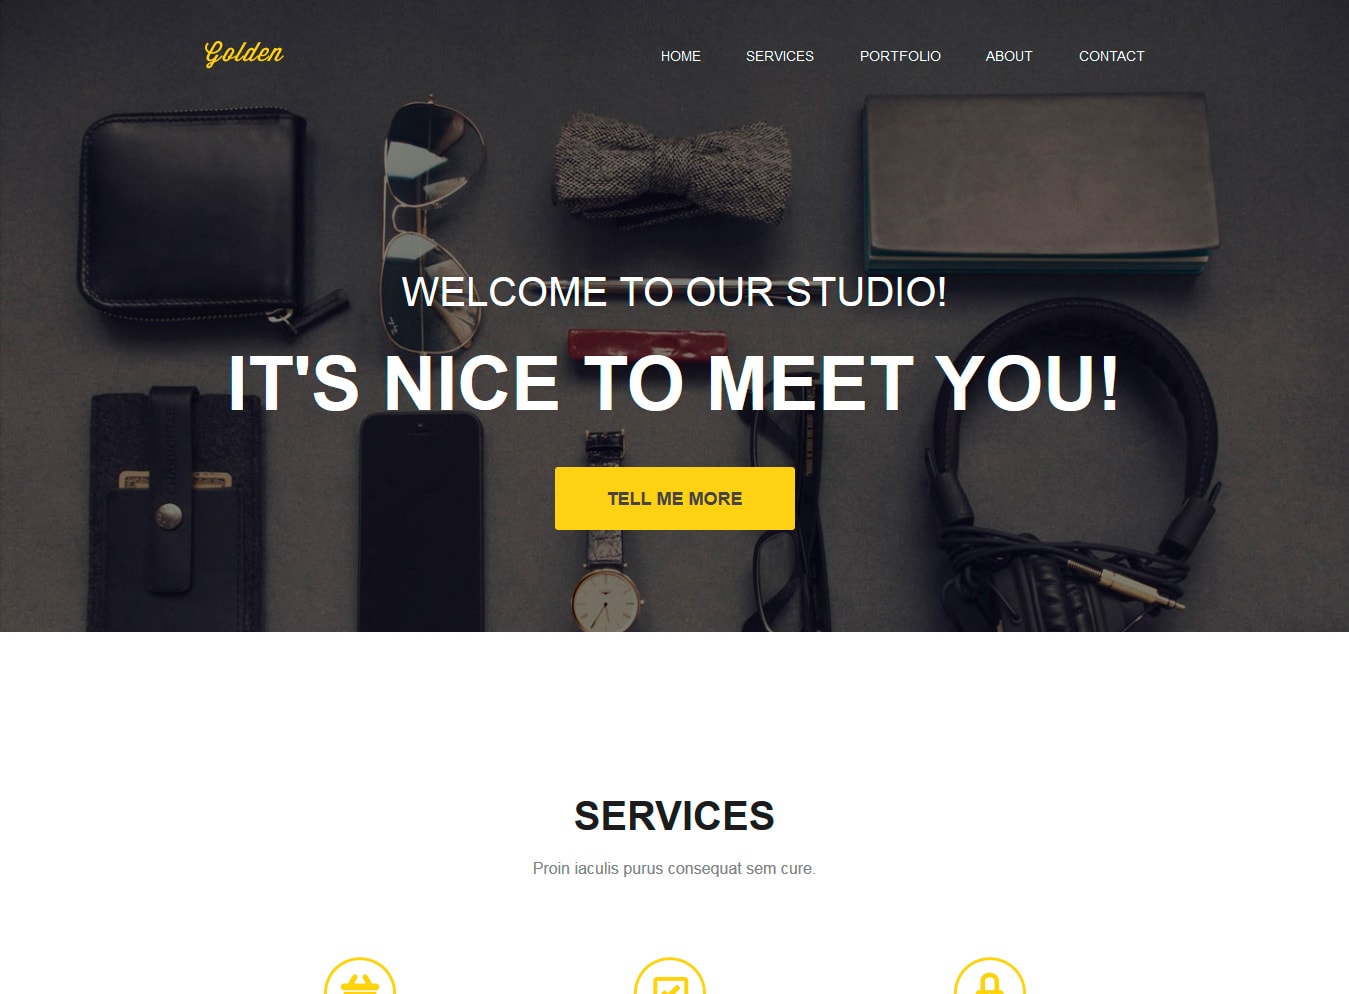 Golden
HOME SERVICES PORTFOLIO ABOUT CONTACT
WELCOME TO OUR STUDIO!
IT'S NICE TO MEET YOU!
TELL ME MORE
SERVICES
Proin iaculis purus consequat sem cure.